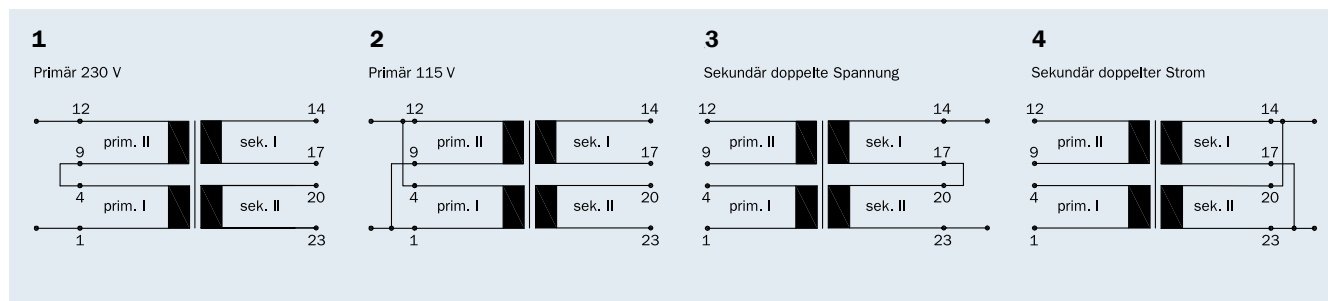 1 2 3 4
Primär 230 V Primär 115 V Sekundär doppelte Spannung Sekundär doppelter Strom
12 14 12 14 12 14 12 14
prim. II sek. I prim. II sek. I prim. II sek. I prim. II sek. I
9 17 9 17 9 17 9 17
4 20 4 20 4 20 4 20
prim. I sek. II prim. I sek. II prim. I sek. II prim. I sek. II
1 23 1 23 1 23 1 23